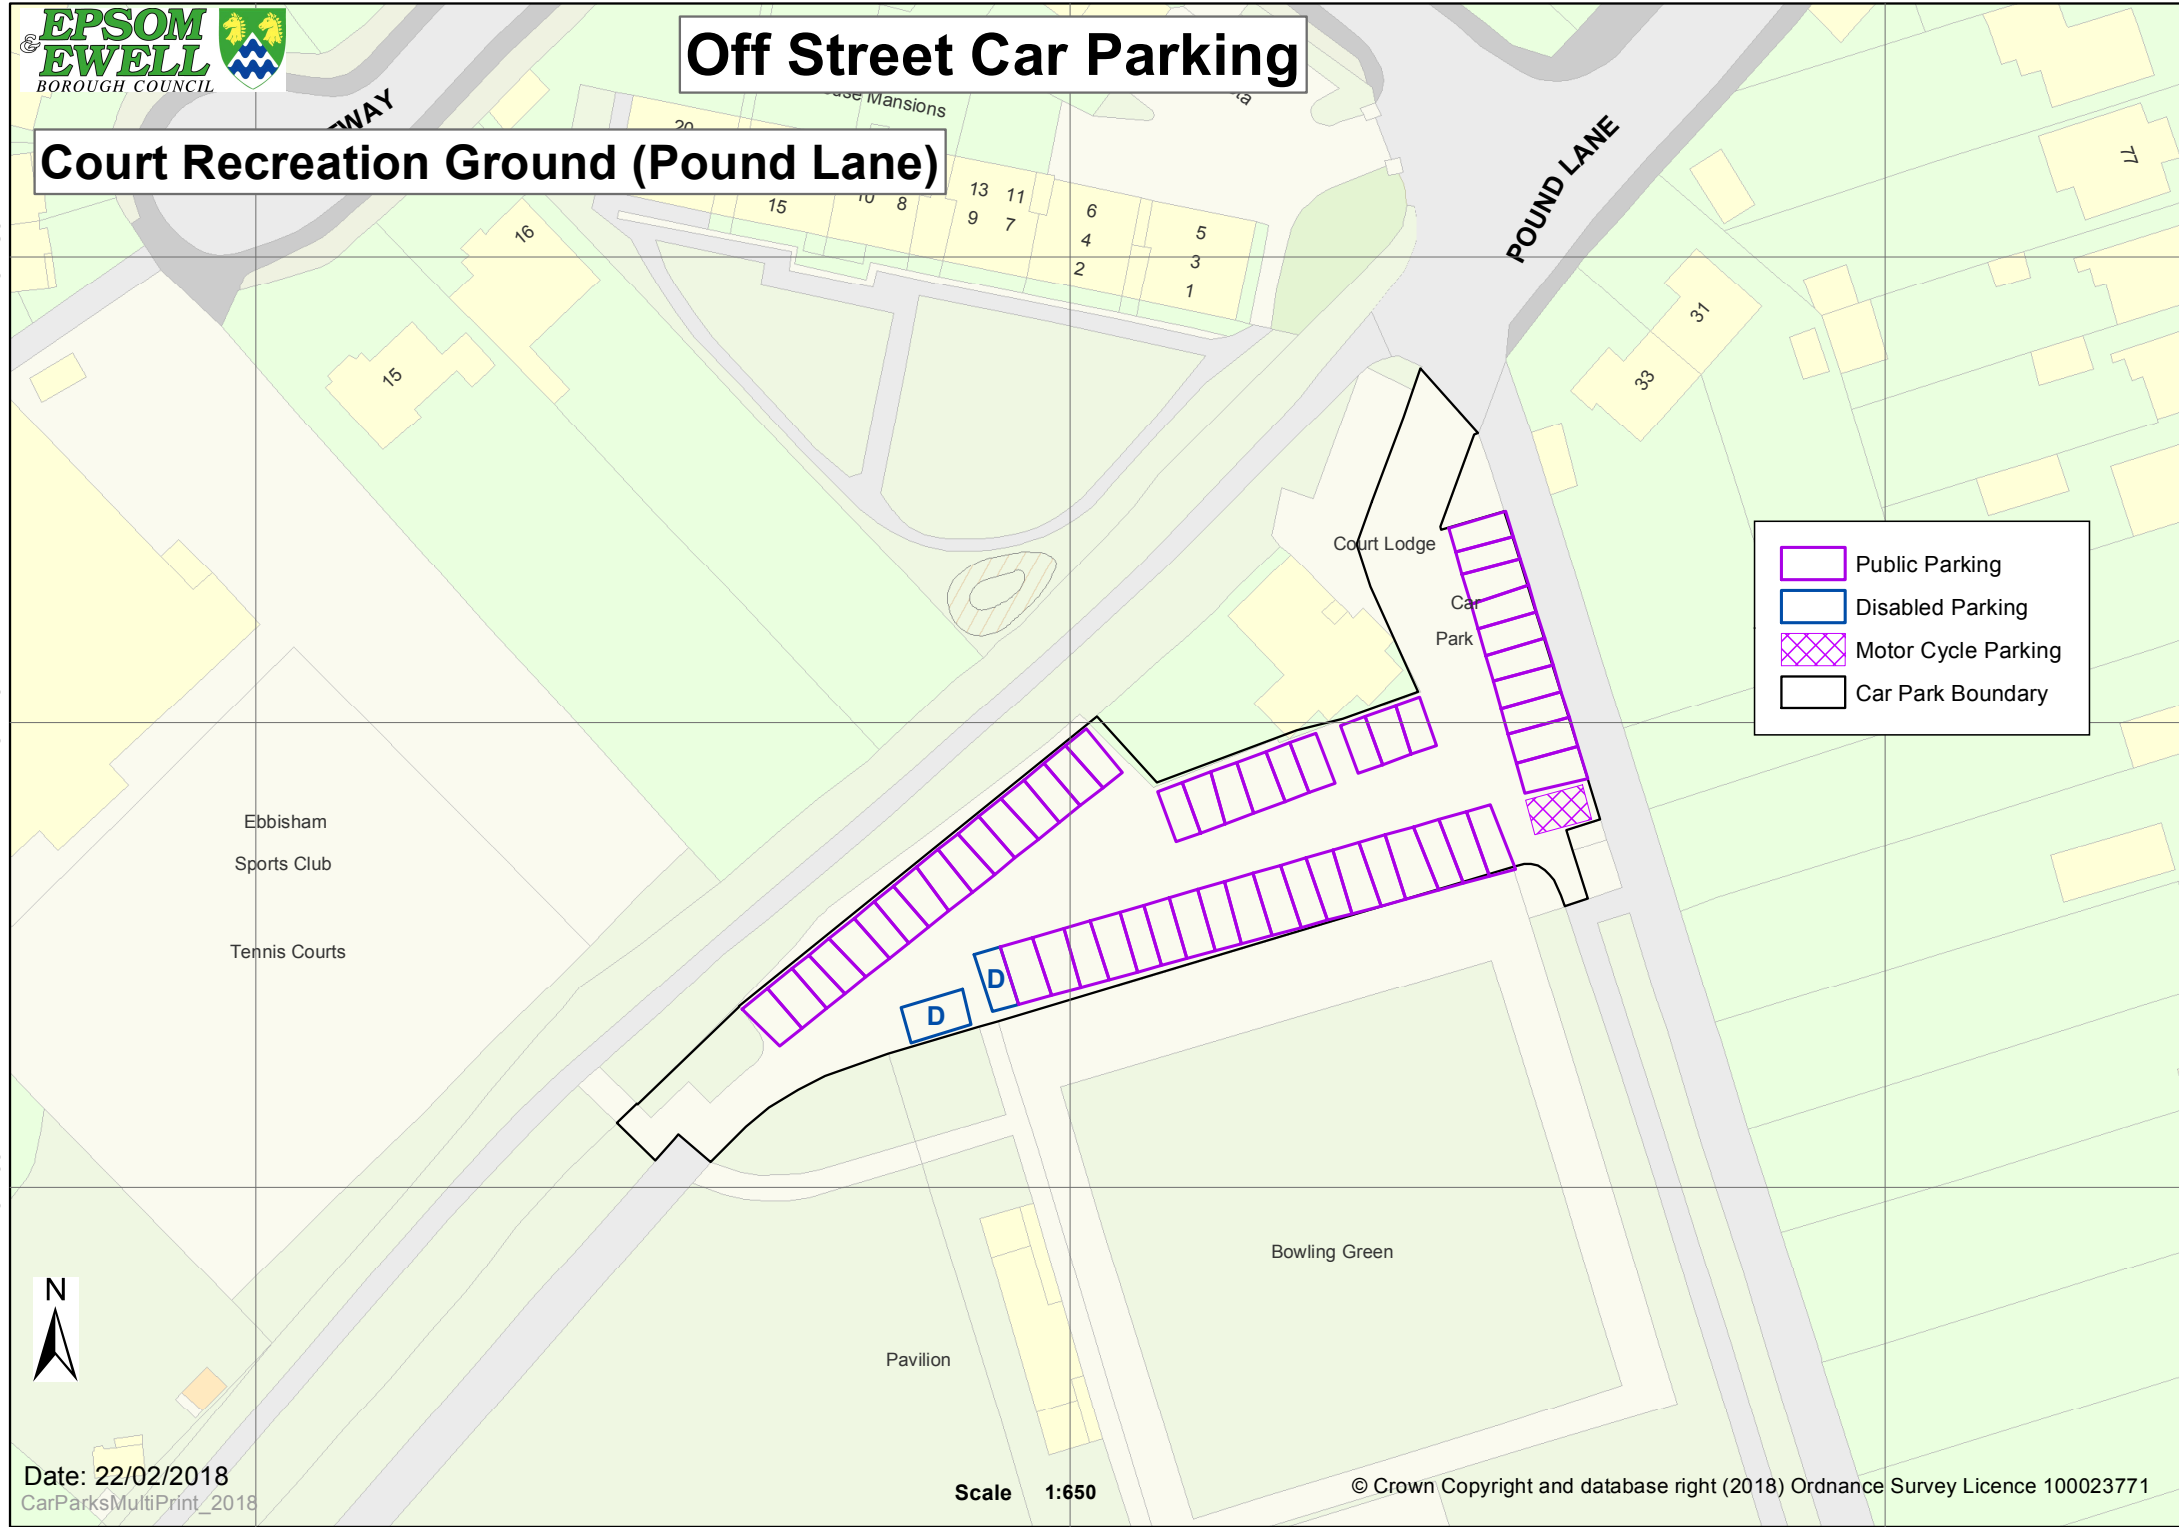 EPSOM
& EWELL
BOROUGH COUNCIL
Off Street Car Parking
Court Recreation Ground (Pound Lane)
Mansions
POUND LANE
77
20
15
10
8
13
11
9
7
6
4
2
5
3
1
16
15
31
33
Court Lodge
Car
Park
Public Parking
Disabled Parking
Motor Cycle Parking
Car Park Boundary
Ebbisham
Sports Club
Tennis Courts
D
D
Bowling Green
Pavilion
N
Date: 22/02/2018
CarParksMultiPrint_2018
Scale 1:650
© Crown Copyright and database right (2018) Ordnance Survey Licence 100023771